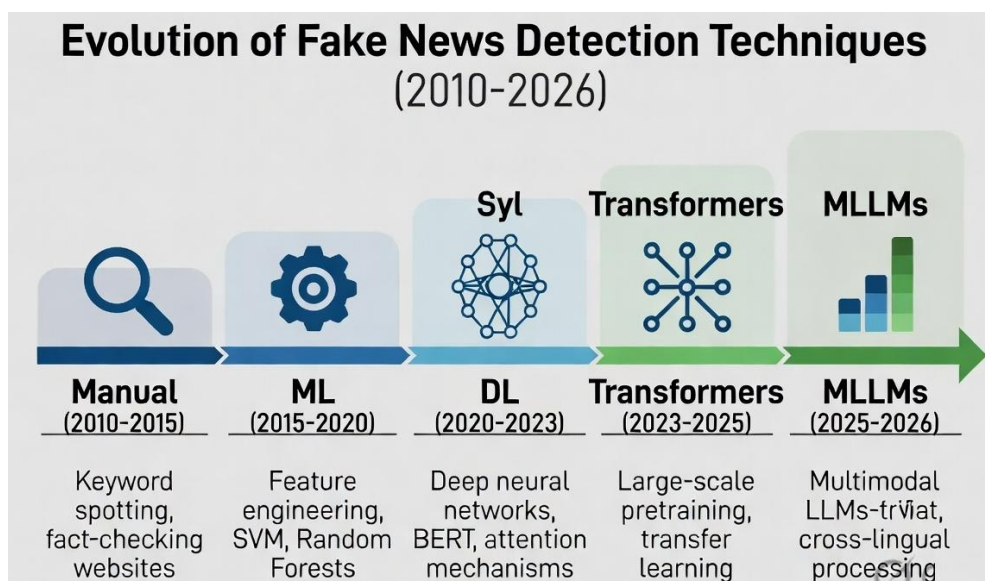 Evolution of Fake News Detection Techniques
(2010-2026)
Syl
Transformers
MLLMs
Manual
(2010-2015)
Keyword
spotting,
fact-checking
websites
ML
(2015-2020)
Feature
engineering,
SVM, Random
Forests
DL
(2020-2023)
Deep neural
networks,
BERT, attention
mechanisms
Transformers
(2023-2025)
Large-scale
pretraining,
transfer
learning
MLLMs
(2025-2026)
Multimodal
cross-lingual
processing